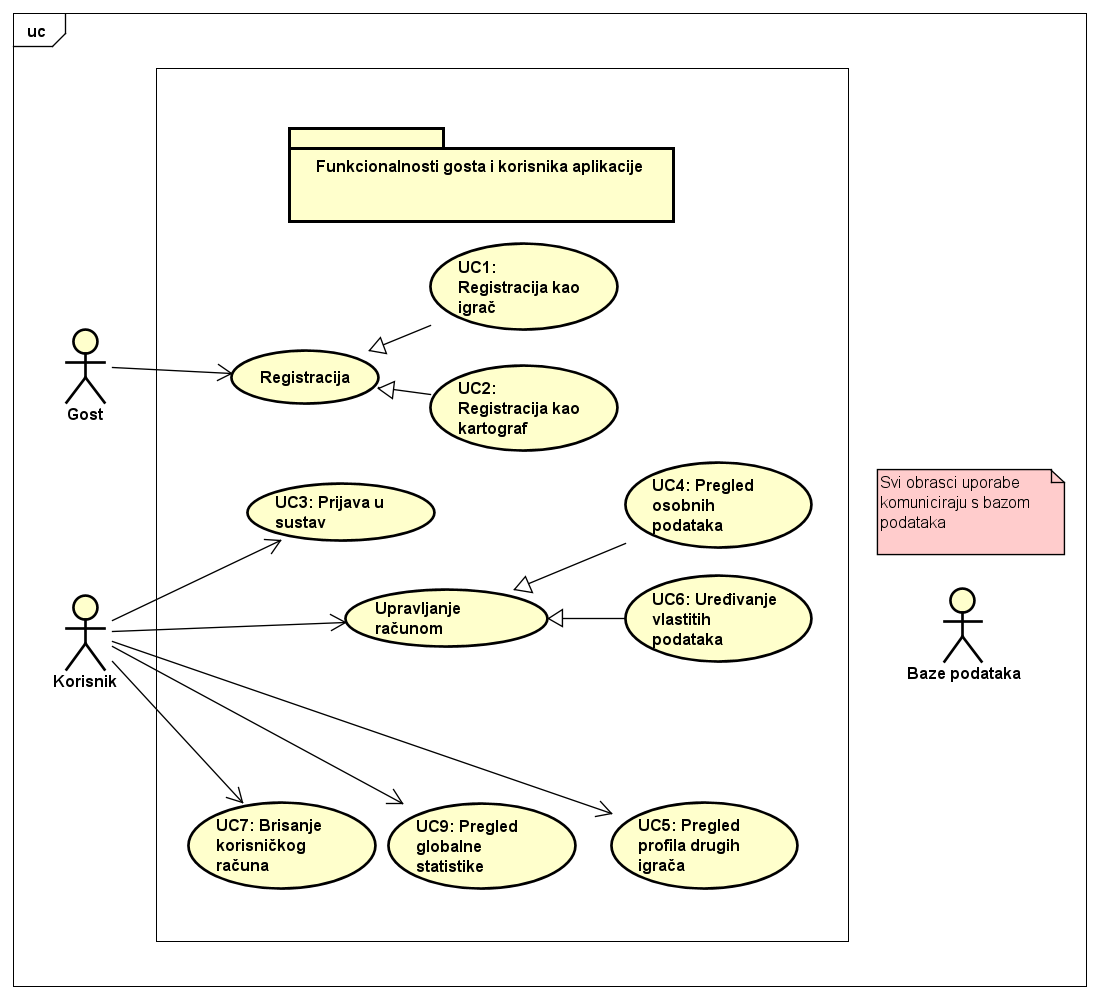 uc
Funkcionalnosti gosta i korisnika aplikacije
UC1:
Registracija kao
igrač
Registracija
UC2:
Registracija kao
kartograf
Gost
UC3: Prijava u
sustav
UC4: Pregled
osobnih
podataka
Svi obrasci uporabe
komuniciraju s bazom
podataka
Upravljanje
računom
UC6: Uređivanje
vlastitih
podataka
Korisnik
Baze podataka
UC7: Brisanje
korisničkog
računa
UC9: Pregled
globalne
statistike
UC5: Pregled
profila drugih
igrača